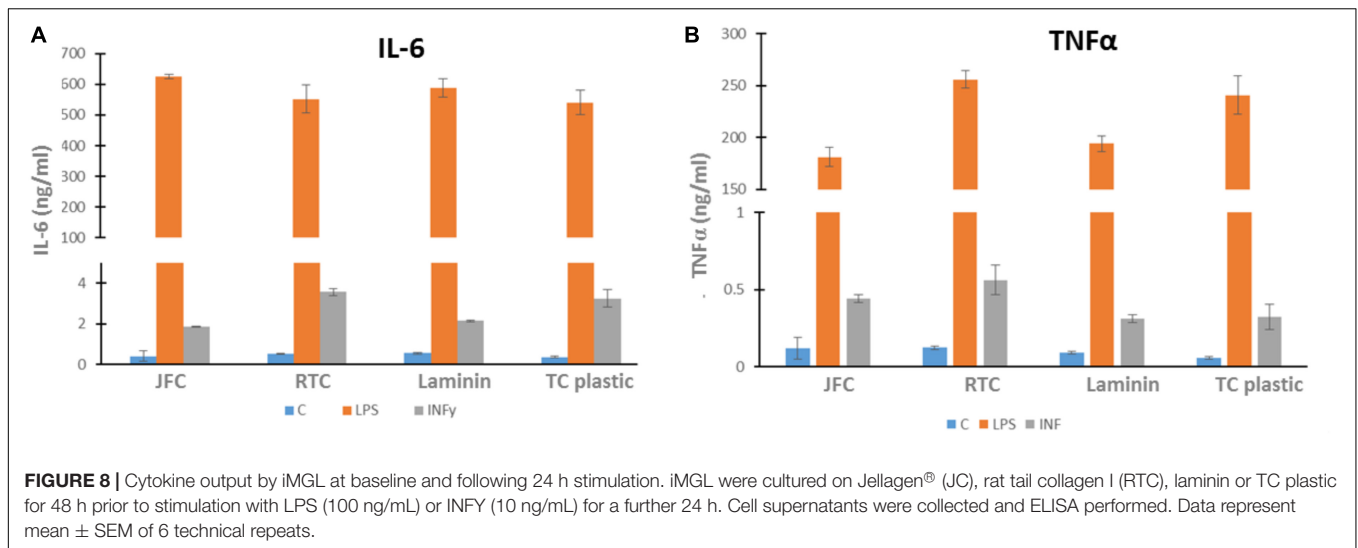 A
IL-6
700
600
500
400
300
200
100
4
2
0
IL-6 (ng/ml)
JFC RTC Laminin TC plastic
C LPS INFy
B
TNFα
300
250
200
150
1
0.5
0
TNFα (ng/ml)
JFC RTC Laminin TC plastic
C LPS INF
FIGURE 8 | Cytokine output by iMGL at baseline and following 24 h stimulation. iMGL were cultured on Jellagen® (JC), rat tail collagen I (RTC), laminin or TC plastic
for 48 h prior to stimulation with LPS (100 ng/mL) or INFY (10 ng/mL) for a further 24 h. Cell supernatants were collected and ELISA performed. Data represent
mean ± SEM of 6 technical repeats.